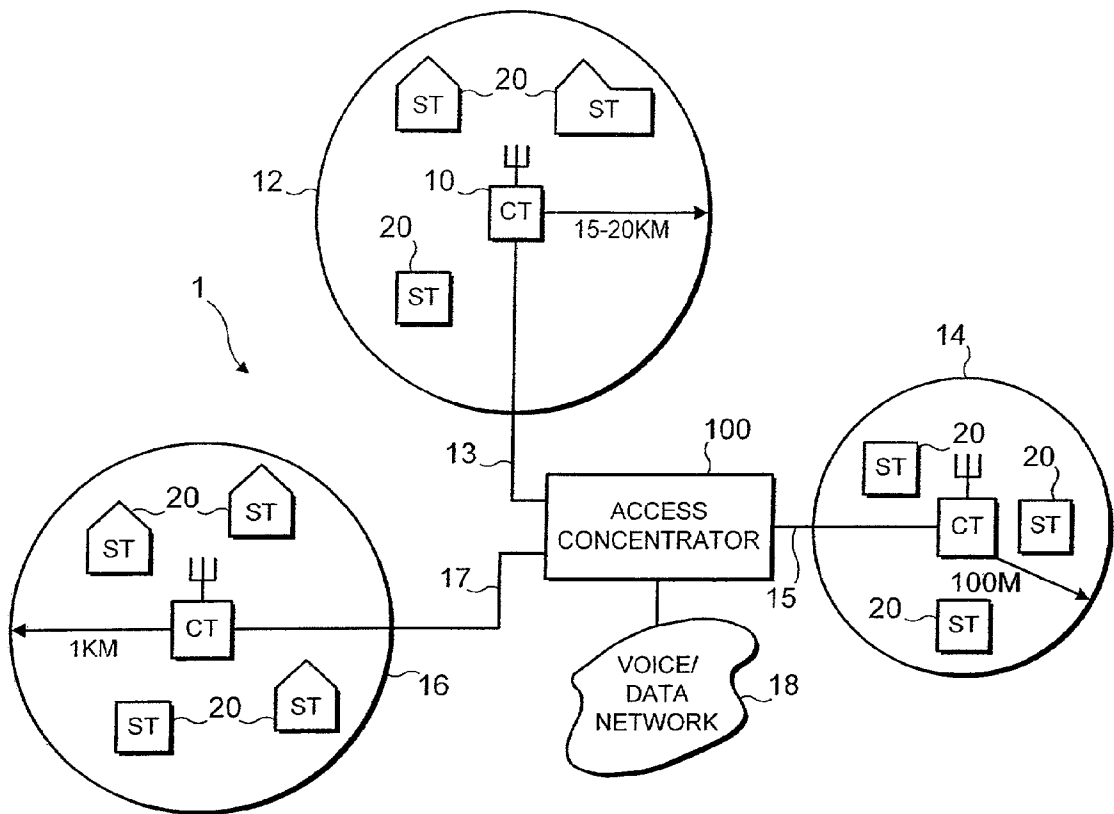 20
ST
ST
12
10
CT
15-20KM
20
ST
1
14
13
100
20
ST
20
ST
CT
ACCESS
CONCENTRATOR
15
100M
20
ST
20
ST
ST
17
CT
1KM
16
20
ST
ST
VOICE/
DATA
NETWORK
18